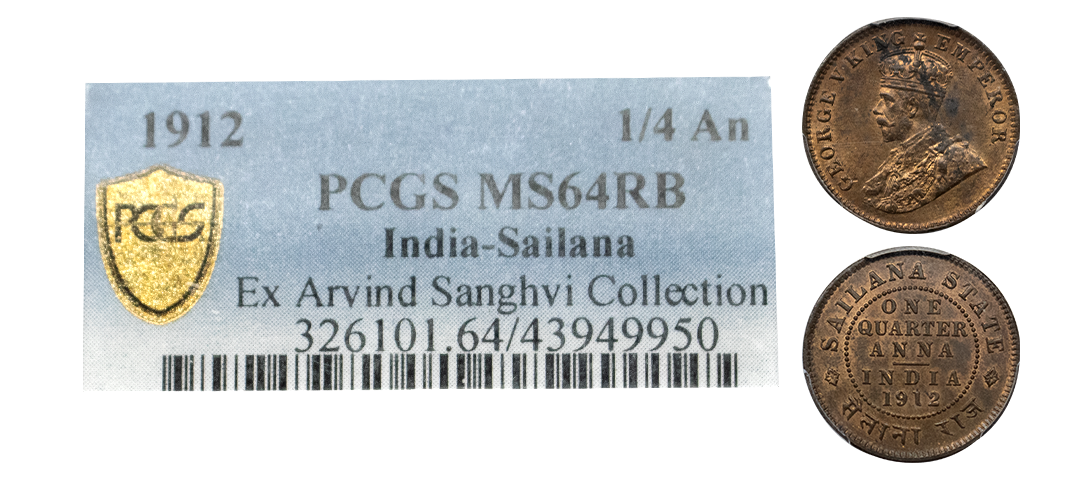 1912 1/4 An
PCGS MS64RB
PCGS
India-Sailana
Ex Arvind Sanghvi Collection
326101.64/43949950
GEORGE V KING EMPEROR
SAILANA STATE
ONE
QUARTER
ANNA
INDIA
1912
सैलाना राज